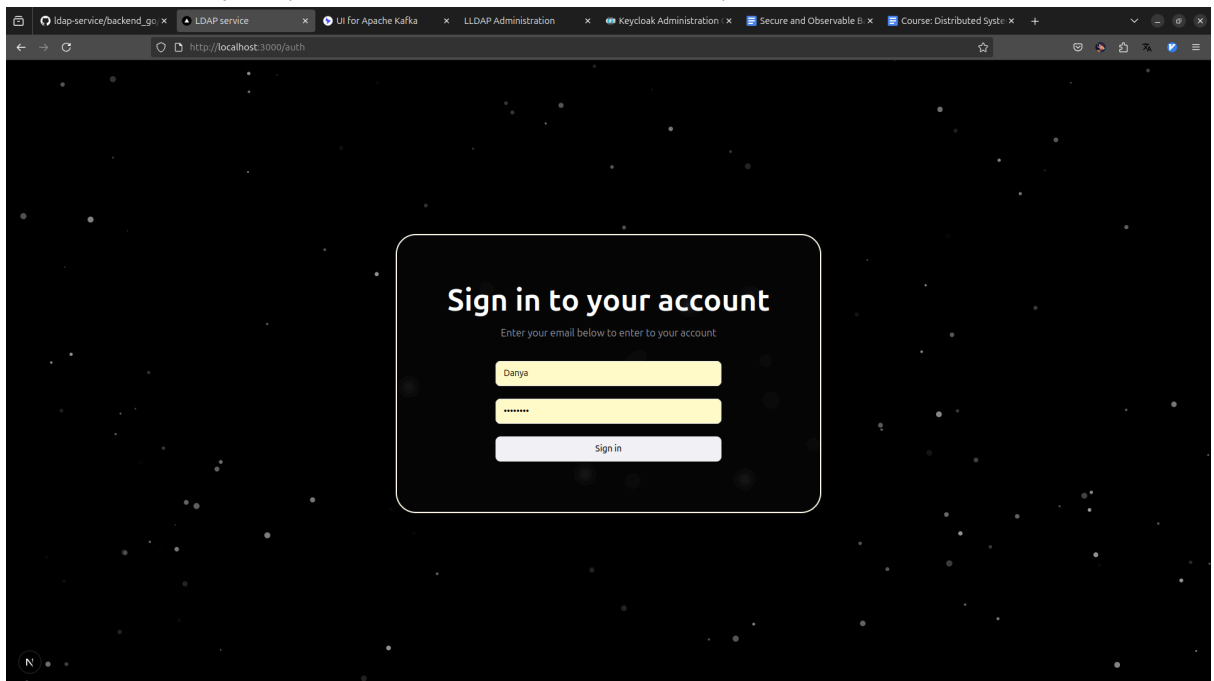 ldap-service/backend_go,
LDAP service
UI for Apache Kafka
LLDAP Administration
Keycloak Administration
Secure and Observable B
Course: Distributed Syste
http://localhost:3000/auth
Sign in to your account
Enter your email below to enter to your account
Danya
••••••••
Sign in
N